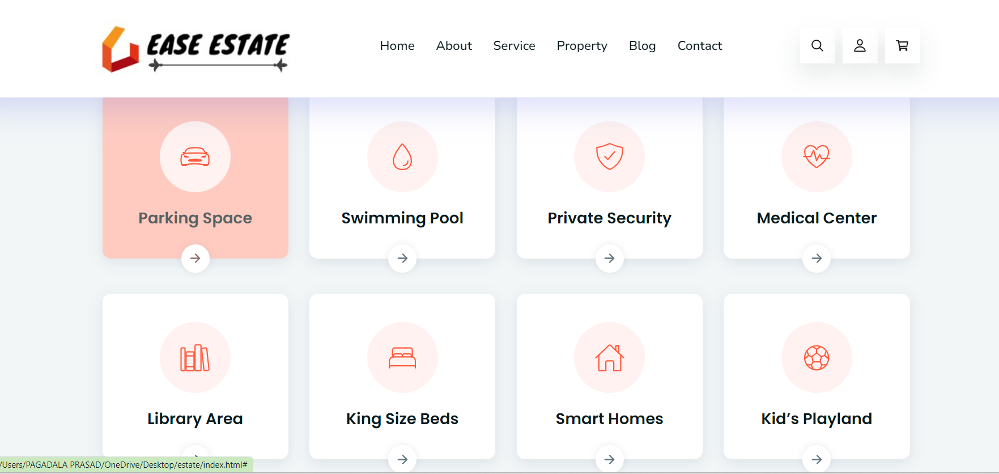 EASE ESTATE
Home About Service Property Blog Contact
Parking Space Swimming Pool Private Security Medical Center
Library Area King Size Beds Smart Homes Kid’s Playland
/Users/PAGADALA PRASAD/OneDrive/Desktop/estate/index.html#